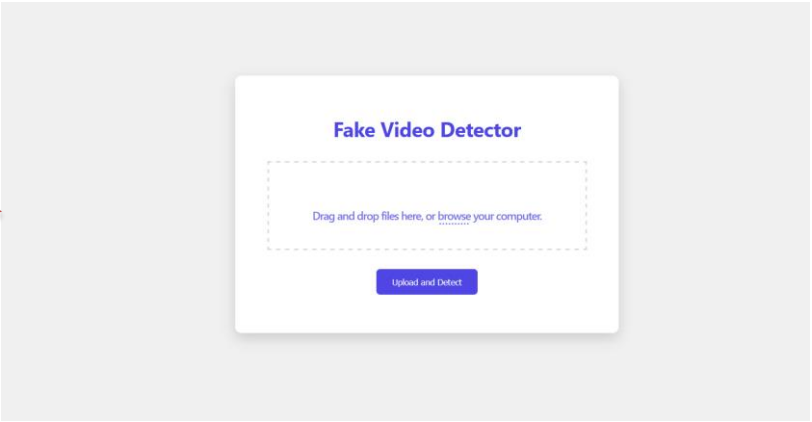 Fake Video Detector
Drag and drop files here, or browse your computer.
Upload and Detect